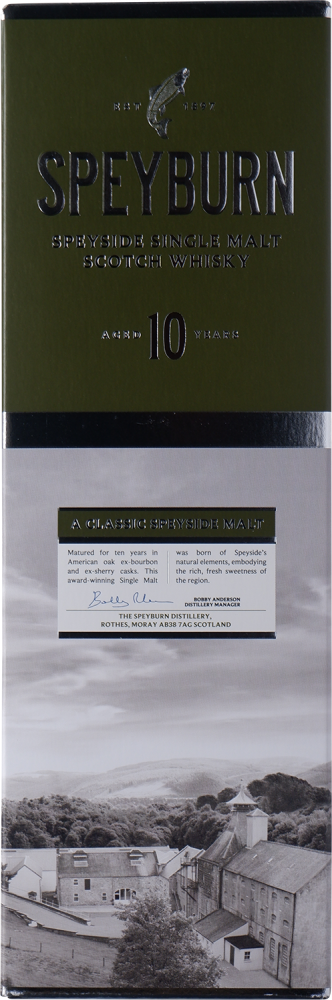 EST 1897
SPEYBURN
SPEYSIDE SINGLE MALT
SCOTCH WHISKY
AGED 10 YEARS
A CLASSIC SPEYSIDE MALT
Matured for ten years in
American oak ex-bourbon
and ex-sherry casks. This
award-winning Single Malt
was born of Speyside's
natural elements, embodying
the rich, fresh sweetness of
the region.
BOBBY ANDERSON
DISTILLERY MANAGER
THE SPEYBURN DISTILLERY,
ROTHES, MORAY AB38 7AG SCOTLAND